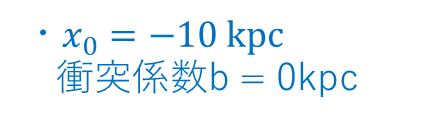 ・x₀ = −10 kpc
衝突係数b = 0kpc